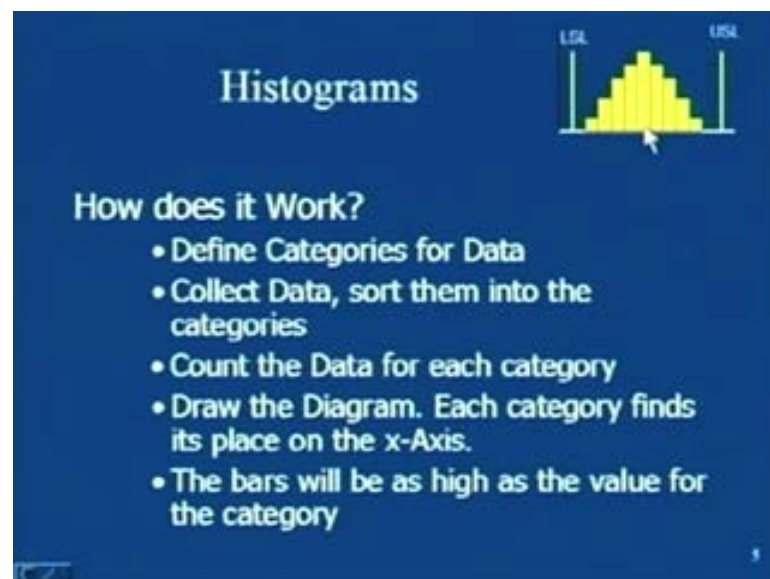 LSL
USL
Histograms
How does it Work?
• Define Categories for Data
• Collect Data, sort them into the
categories
• Count the Data for each category
• Draw the Diagram. Each category finds
its place on the x-Axis.
• The bars will be as high as the value for
the category
5